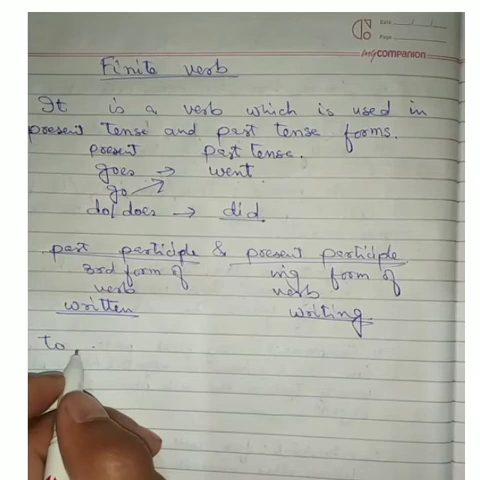 Date
Page
mycompanion
Finite verb
It is a verb which is used in
present tense and past tense forms.
present past tense.
goes → went
go
do/does → did.
past participle & present participle
3rd form of ing form of
verb verb
written writing
to